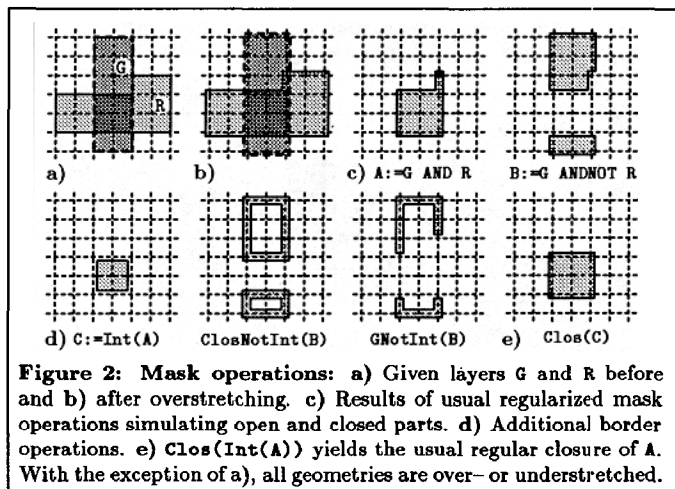 G
R
a)
b)
c) A:=G AND R
B:=G ANDNOT R
d) C:=Int(A)
ClosNotInt(B)
GNotInt(B)
e)
Clos(C)
Figure 2: Mask operations: a) Given layers G and R before
and b) after overstretching. c) Results of usual regularized mask
operations simulating open and closed parts. d) Additional border
operations. e) Clos(Int(A)) yields the usual regular closure of A.
With the exception of a), all geometries are over– or understretched.